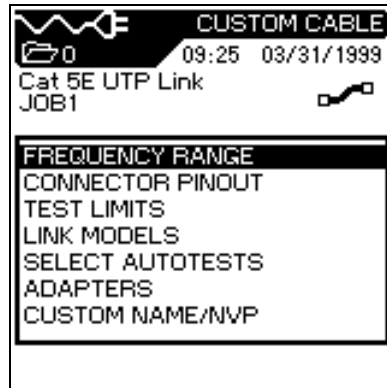 CUSTOM CABLE
0 09:25 03/31/1999
Cat 5E UTP Link
JOB1
FREQUENCY RANGE
CONNECTOR PINOUT
TEST LIMITS
LINK MODELS
SELECT AUTOTESTS
ADAPTERS
CUSTOM NAME/NVP